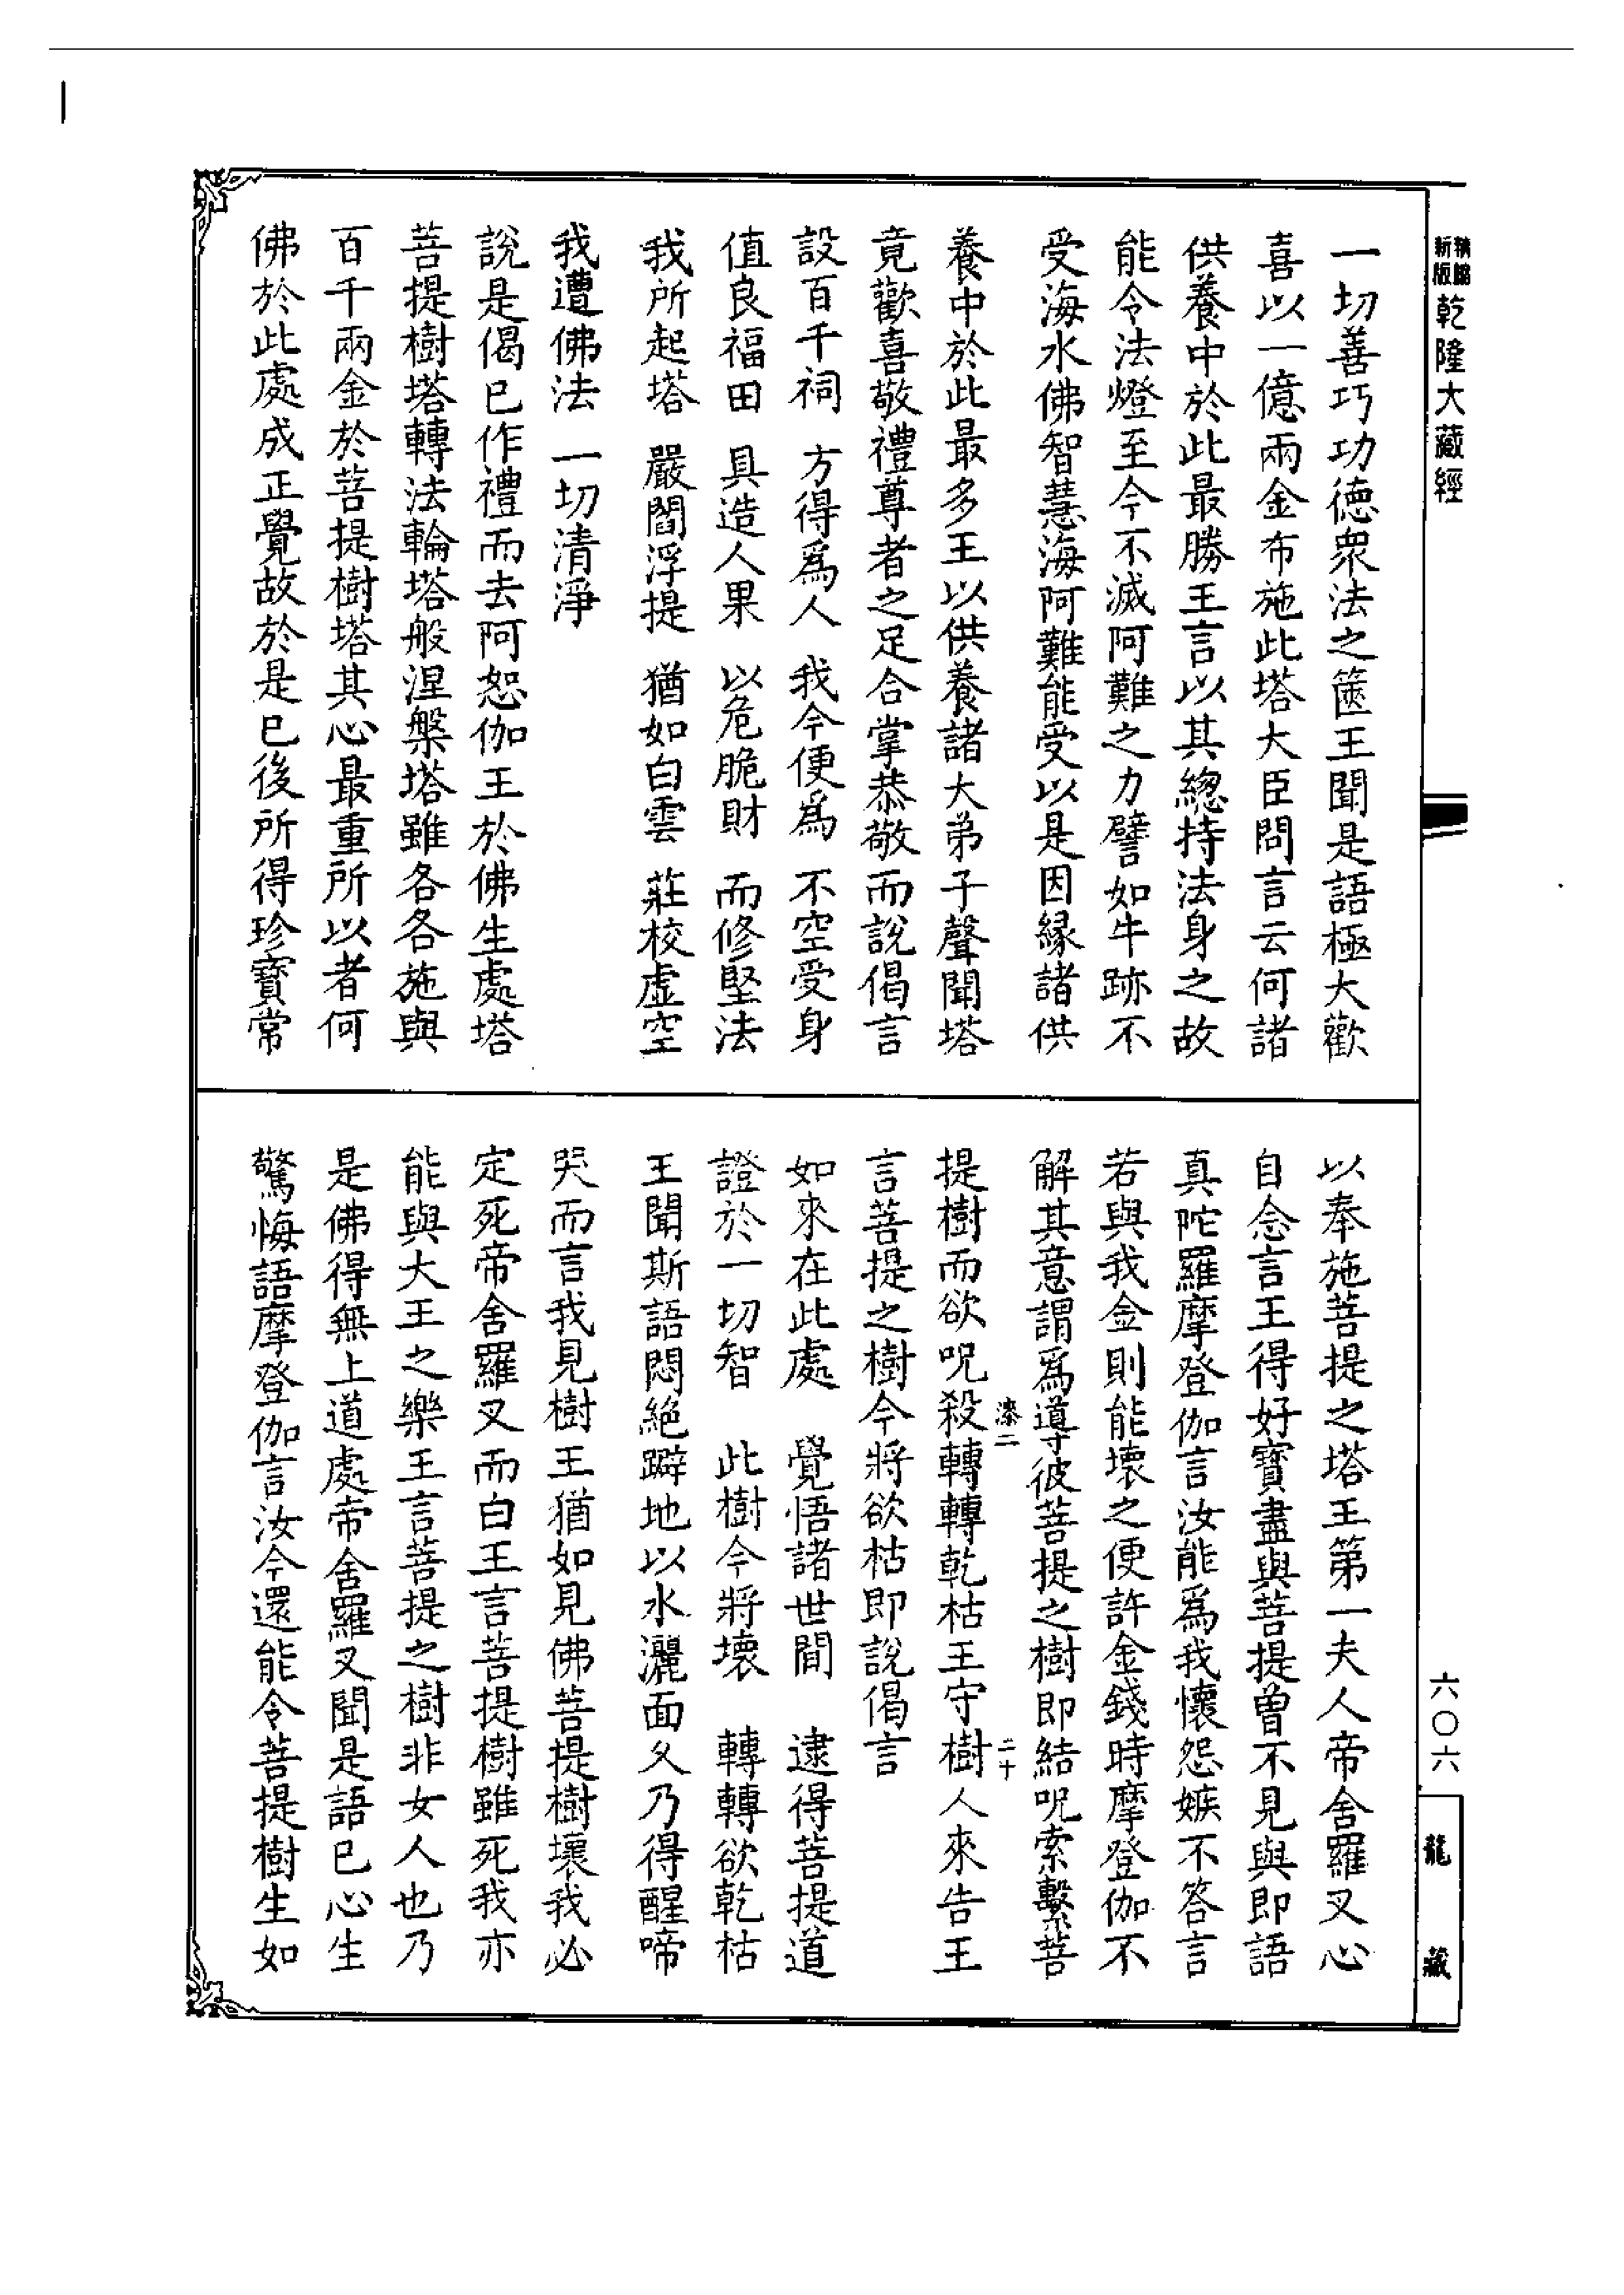 精縮新版 乾隆大藏經
一切善巧功德衆法之篋王聞是語極大歡
喜以一億兩金布施此塔大臣問言云何諸
供養中於此最勝王言以其總持法身之故
能令法燈至今不滅阿難之力譬如牛跡不
受海水佛智慧海阿難能受以是因緣諸供
養中於此最多王以供養諸大弟子聲聞塔
竟歡喜敬禮尊者之足合掌恭敬而說偈言
設百千祠 方得爲人 我今便爲 不空受身
值良福田 具造人果 以危脆財 而修堅法
我所起塔 嚴閻浮提 猶如白雲 莊校虛空
我遭佛法 一切清淨
說是偈已作禮而去阿恕伽王於佛生處塔
菩提樹塔轉法輪塔般涅槃塔雖各各施與
百千兩金於菩提樹塔其心最重所以者何
佛於此處成正覺故於是已後所得珍寶常
六〇六
龍藏
以奉施菩提之塔王第一夫人帝舍羅叉心
自念言王得好寶盡與菩提曾不見與即語
真陀羅摩登伽言汝能爲我懷怨嫉不答言
若與我金則能壞之便許金錢時摩登伽不
解其意謂爲導彼菩提之樹即結呪索繫菩
漆二 二十
提樹而欲呪殺轉轉乾枯王守樹人來告王
言菩提之樹今將欲枯即說偈言
如來在此處 覺悟諸世間 逮得菩提道
證於一切智 此樹今將壞 轉轉欲乾枯
王聞斯語悶絕躃地以水灑面久乃得醒啼
哭而言我見樹王猶如見佛菩提樹壞我必
定死帝舍羅叉而白王言菩提樹雖死我亦
能與大王之樂王言菩提之樹非女人也乃
是佛得無上道處帝舍羅叉聞是語已心生
驚悔語摩登伽言汝今還能令菩提樹生如